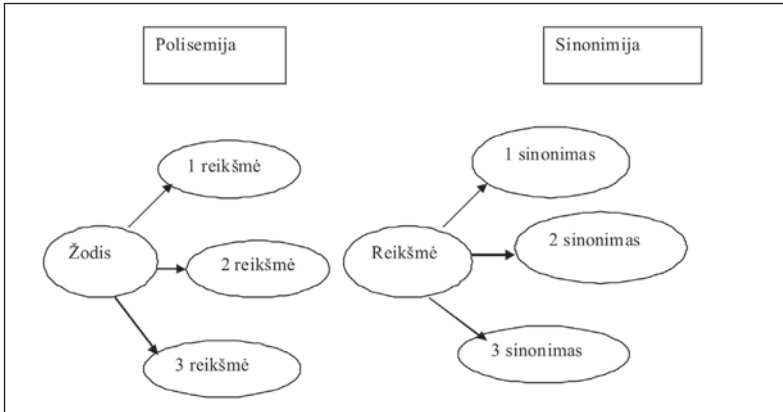 Polisemija
Sinonimija
1 reikšmė
Žodis
2 reikšmė
3 reikšmė
1 sinonimas
Reikšmė
2 sinonimas
3 sinonimas